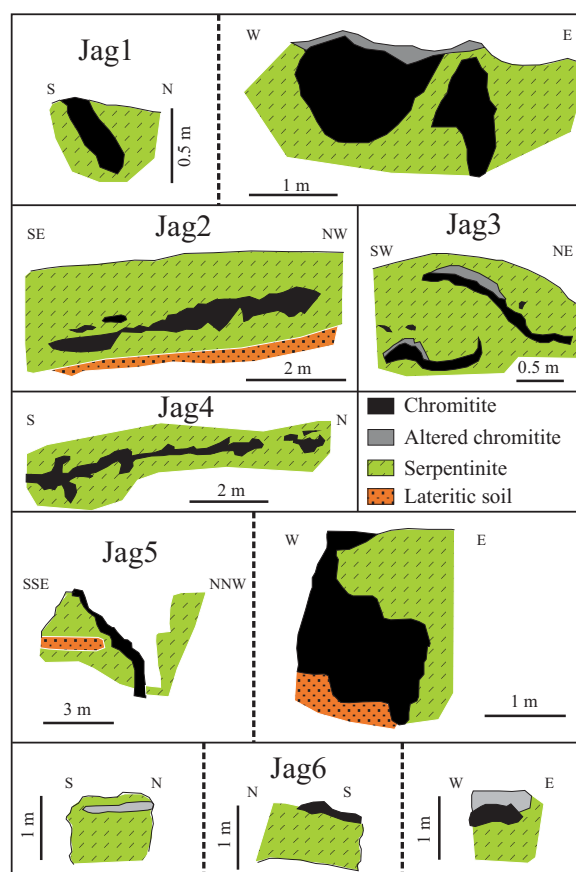 Jag1
S N
0.5 m
W E
1 m
Jag2
SE NW
2 m
Jag3
SW NE
0.5 m
Jag4
S N
2 m
Chromitite
Altered chromitite
Serpentinite
Lateritic soil
Jag5
SSE NNW
3 m
W E
1 m
Jag6
S N
1 m
N S
1 m
W E
1 m